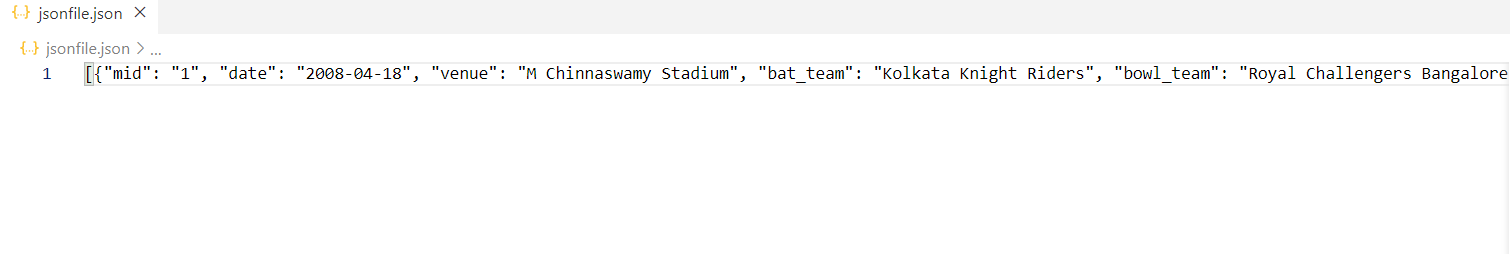 {..} jsonfile.json ×
{..} jsonfile.json > ...
1 [{"mid": "1", "date": "2008-04-18", "venue": "M Chinnaswamy Stadium", "bat_team": "Kolkata Knight Riders", "bowl_team": "Royal Challengers Bangalore